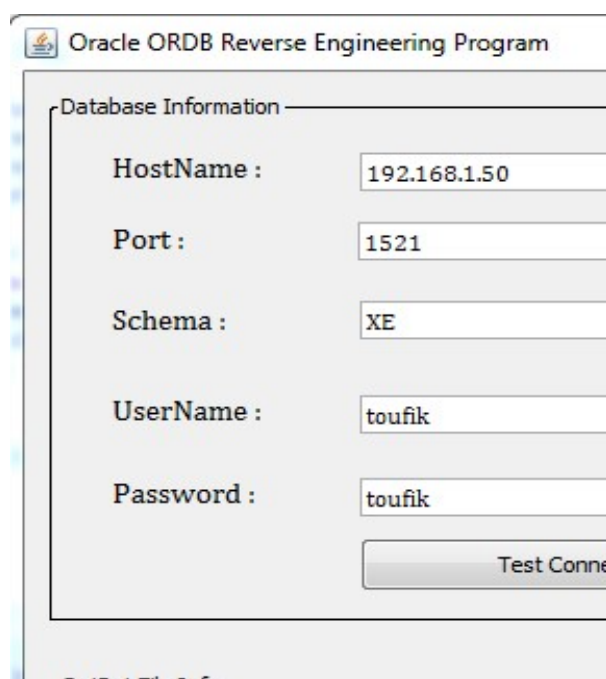 Oracle ORDB Reverse Engineering Program
Database Information
HostName : 192.168.1.50
Port : 1521
Schema : XE
UserName : toufik
Password : toufik
Test Conne